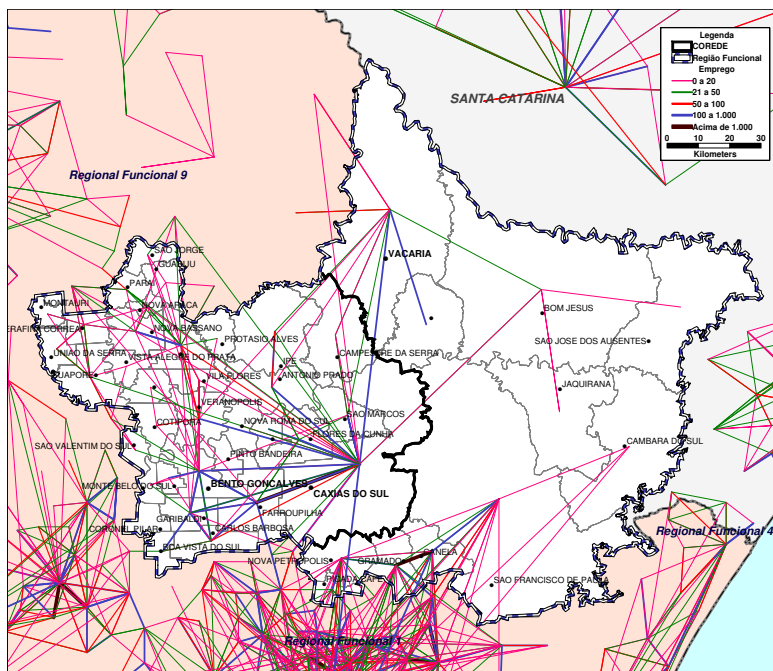 Legenda
COREDE
Região Funcional
Emprego
0 a 20
21 a 50
50 a 100
100 a 1.000
Acima de 1.000
0 10 20 30
Kilometers
SANTA CATARINA
Regional Funcional 9
SAO JORGE
GUABIJU
VACARIA
PARAI
MONTAURI
NOVA ARACA
BOM JESUS
SERAFINA CORREA
NOVA BASSANO
PROTASIO ALVES
SAO JOSE DOS AUSENTES
UNIAO DA SERRA
VISTA ALEGRE DO PRATA
IPE
CAMPESTRE DA SERRA
GUAPORE
VILA FLORES
ANTONIO PRADO
JAQUIRANA
VERANOPOLIS
COTIPORA
NOVA ROMA DO SUL
SAO MARCOS
SAO VALENTIM DO SUL
FLORES DA CUNHA
CAMBARA DO SUL
PINTO BANDEIRA
MONTE BELO DO SUL
BENTO GONCALVES
CAXIAS DO SUL
FARROUPILHA
GARIBALDI
CORONEL PILAR
CARLOS BARBOSA
Regional Funcional 4
BOA VISTA DO SUL
NOVA PETROPOLIS
GRAMADO
CANELA
PICADA CAFE
SAO FRANCISCO DE PAULA
Regional Funcional 1